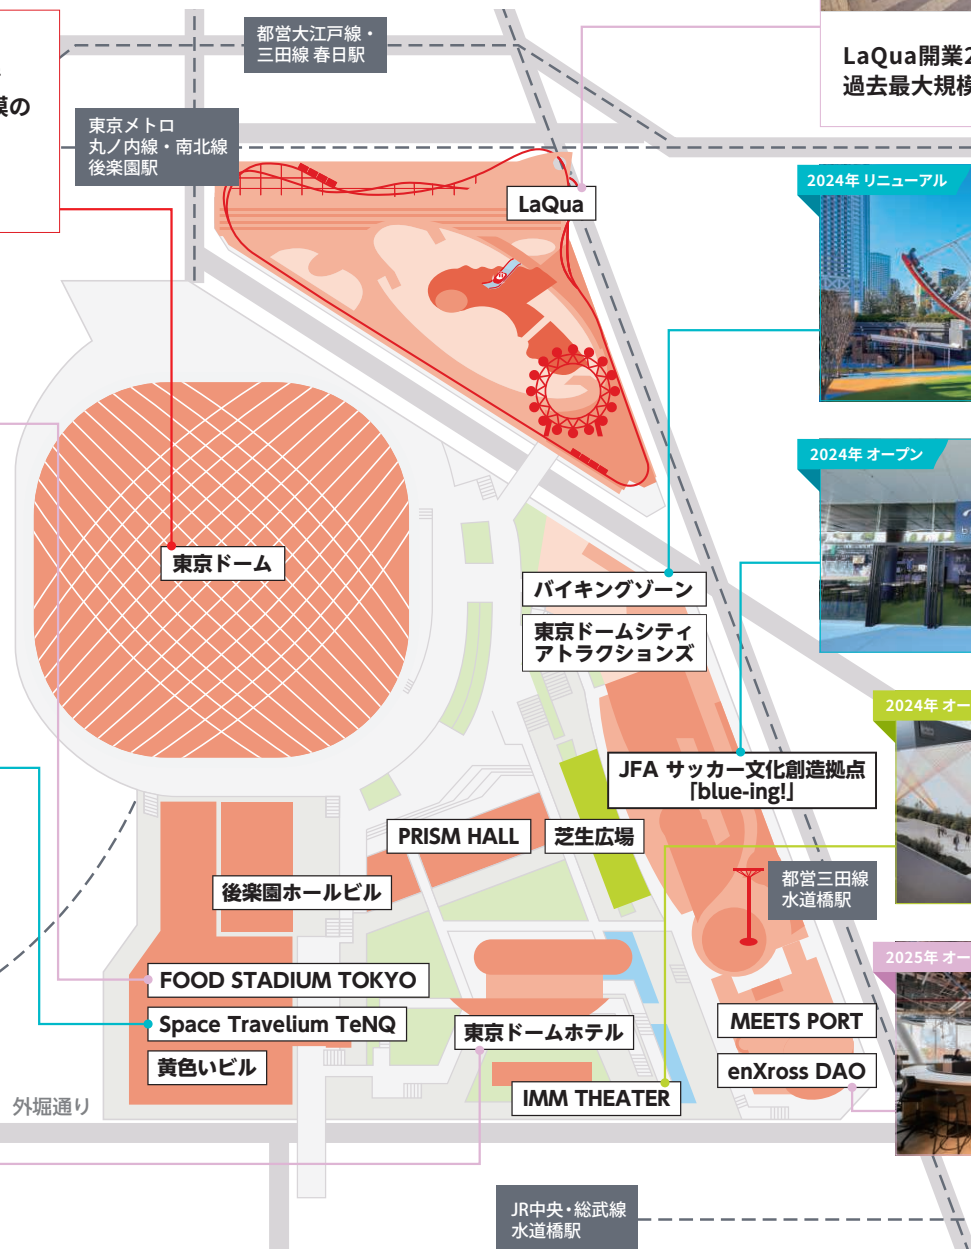 都営大江戸線・
三田線 春日駅
LaQua開業2
過去最大規模
模の
東京メトロ
丸ノ内線・南北線
後楽園駅
LaQua
2024年 リニューアル
2024年 オープン
東京ドーム
バイキングゾーン
東京ドームシティ
アトラクションズ
2024年 オー
JFA サッカー文化創造拠点
「blue-ing!」
PRISM HALL
芝生広場
後楽園ホールビル
都営三田線
水道橋駅
2025年 オー
FOOD STADIUM TOKYO
Space Travelium TeNQ
黄色いビル
東京ドームホテル
MEETS PORT
enXross DAO
IMM THEATER
外堀通り
JR中央・総武線
水道橋駅